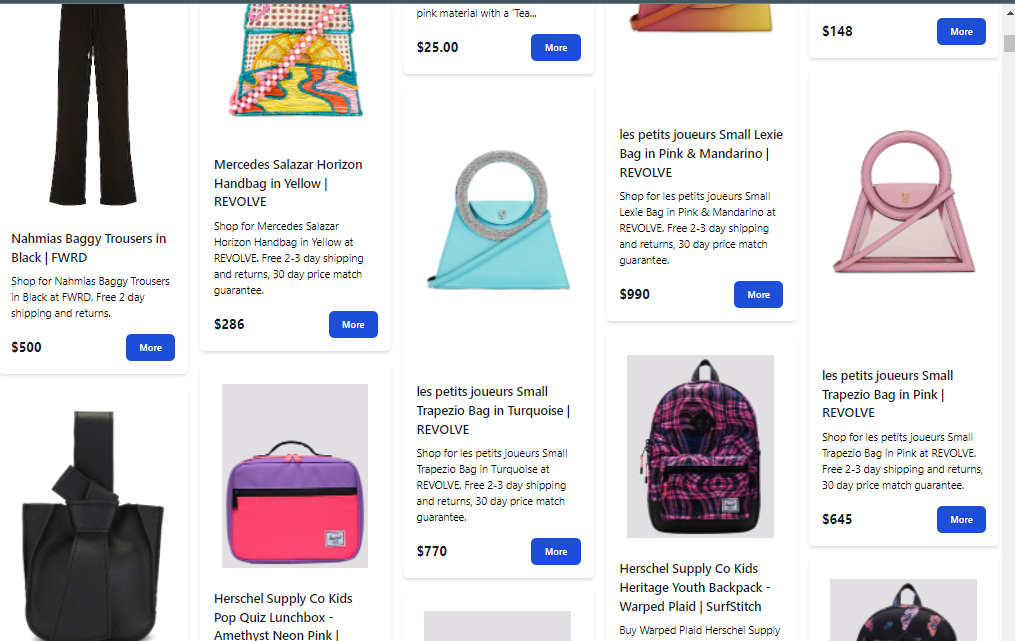 Nahmias Baggy Trousers in
Black | FWRD
Shop for Nahmias Baggy Trousers
in Black at FWRD. Free 2 day
shipping and returns.
$500
More
Mercedes Salazar Horizon
Handbag in Yellow |
REVOLVE
Shop for Mercedes Salazar
Horizon Handbag in Yellow at
REVOLVE. Free 2-3 day shipping
and returns, 30 day price match
guarantee.
$286
More
Herschel Supply Co Kids
Pop Quiz Lunchbox -
Amethyst Neon Pink |
pink material with a 'Tea...
$25.00
More
les petits joueurs Small
Trapezio Bag in Turquoise |
REVOLVE
Shop for les petits joueurs Small
Trapezio Bag in Turquoise at
REVOLVE. Free 2-3 day shipping
and returns, 30 day price match
guarantee.
$770
More
les petits joueurs Small Lexie
Bag in Pink & Mandarino |
REVOLVE
Shop for les petits joueurs Small
Lexie Bag in Pink & Mandarino at
REVOLVE. Free 2-3 day shipping
and returns, 30 day price match
guarantee.
$990
More
Herschel Supply Co Kids
Heritage Youth Backpack -
Warped Plaid | SurfStitch
Buy Warped Plaid Herschel Supply
$148
More
les petits joueurs Small
Trapezio Bag in Pink |
REVOLVE
Shop for les petits joueurs Small
Trapezio Bag in Pink at REVOLVE.
Free 2-3 day shipping and returns,
30 day price match guarantee.
$645
More